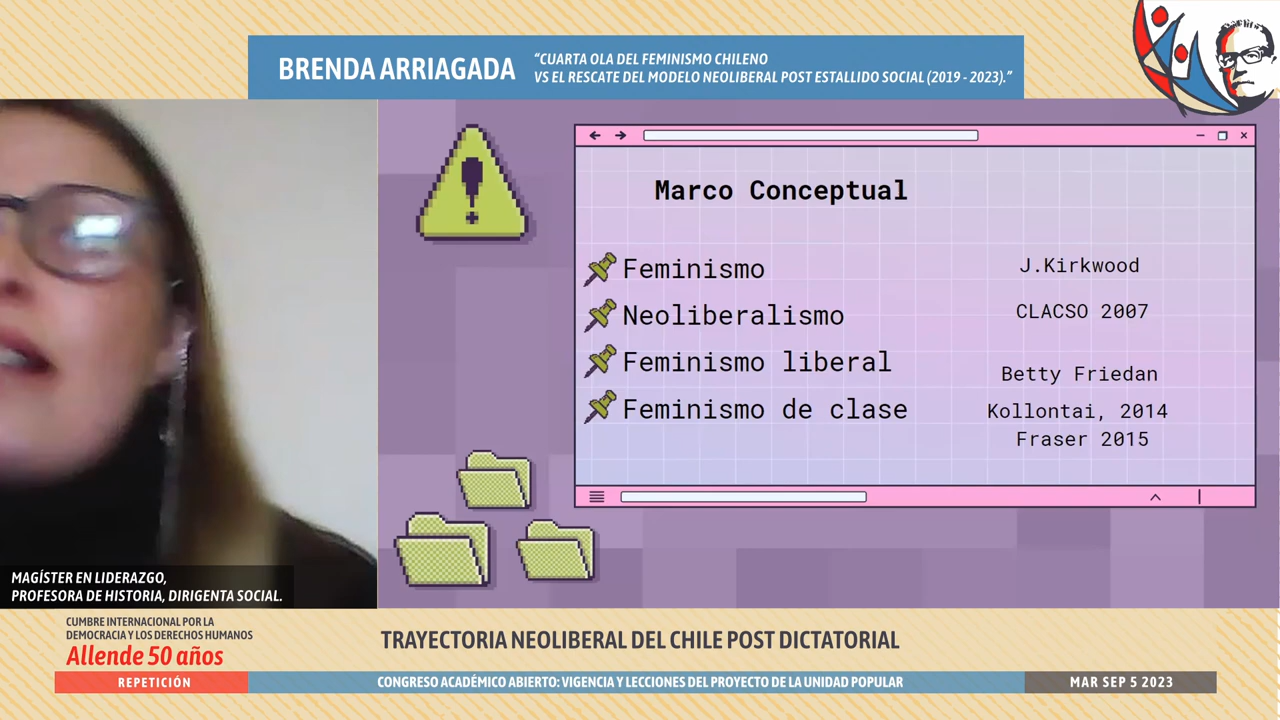 BRENDA ARRIAGADA
"CUARTA OLA DEL FEMINISMO CHILENO
VS EL RESCATE DEL MODELO NEOLIBERAL POST ESTALLIDO SOCIAL (2019 - 2023)."
Marco Conceptual
Feminismo
J.Kirkwood
Neoliberalismo
CLACSO 2007
Feminismo liberal
Betty Friedan
Feminismo de clase
Kollontai, 2014
Fraser 2015
MAGÍSTER EN LIDERAZGO,
PROFESORA DE HISTORIA, DIRIGENTA SOCIAL.
CUMBRE INTERNACIONAL POR LA
DEMOCRACIA Y LOS DERECHOS HUMANOS
Allende 50 años
TRAYECTORIA NEOLIBERAL DEL CHILE POST DICTATORIAL
REPETICIÓN
CONGRESO ACADÉMICO ABIERTO: VIGENCIA Y LECCIONES DEL PROYECTO DE LA UNIDAD POPULAR
MAR SEP 5 2023